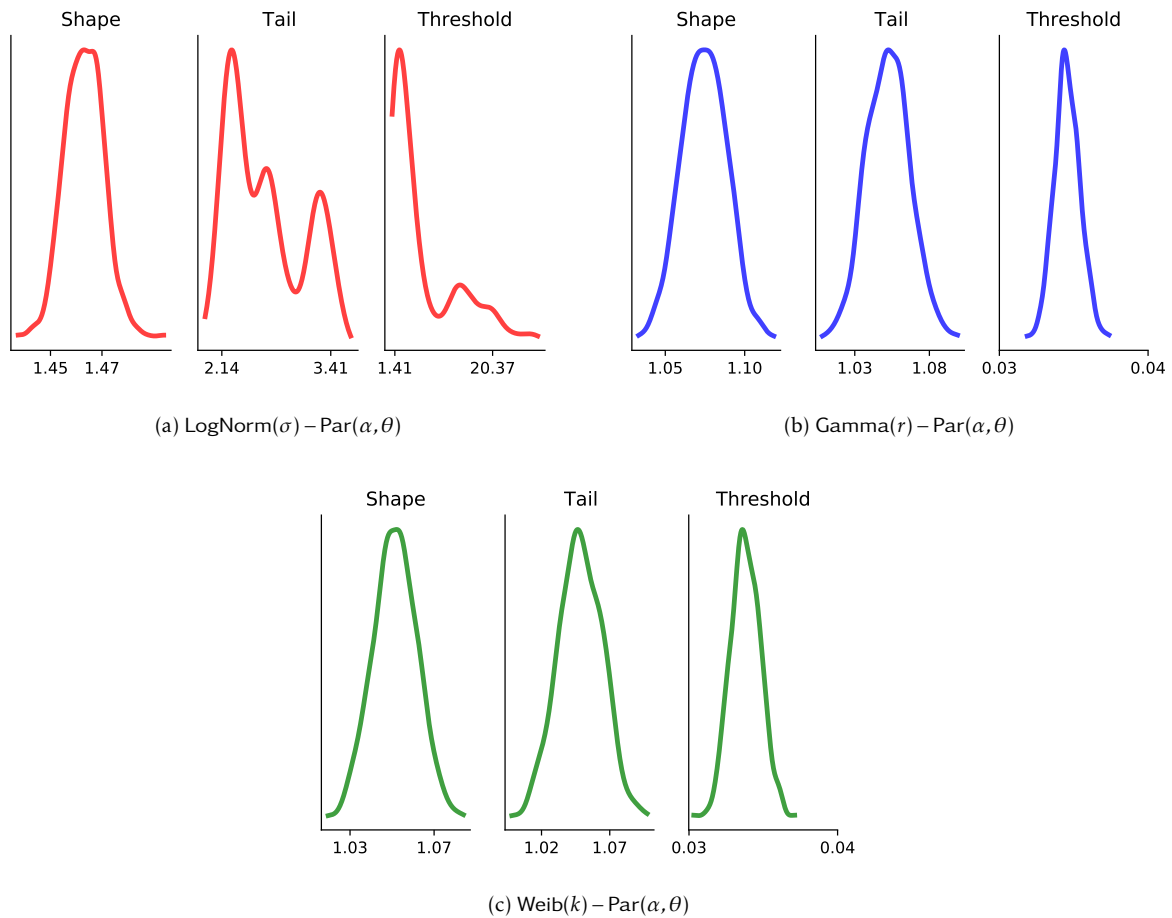 Shape Tail Threshold Shape Tail Threshold
1.45 1.47 2.14 3.41 1.41 20.37 1.05 1.10 1.03 1.08 0.03 0.04
(a) LogNorm(σ) – Par(α,θ) (b) Gamma(r) – Par(α,θ)
Shape Tail Threshold
1.03 1.07 1.02 1.07 0.03 0.04
(c) Weib(k) – Par(α,θ)